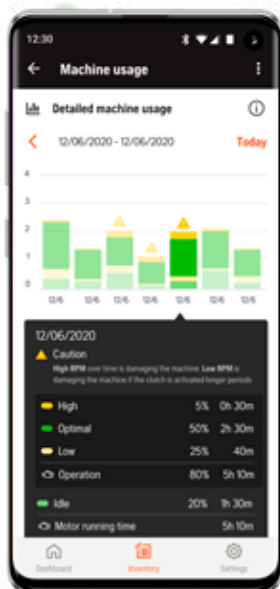 12:30
Machine usage
Detailed machine usage
12/06/2020 - 12/06/2020
Today
4
3
2
1
0
12/6 12/6 12/6 12/6 12/6 12/6 12/6
12/06/2020
Caution
High RPM over time is damaging the machine. Low RPM is
damaging the machine if the clutch is activated longer periods
High 5% 0h 30m
Optimal 50% 2h 30m
Low 25% 40m
Operation 80% 5h 10m
Idle 20% 1h 30m
Motor running time 5h 10m
Dashboard Inventory Settings